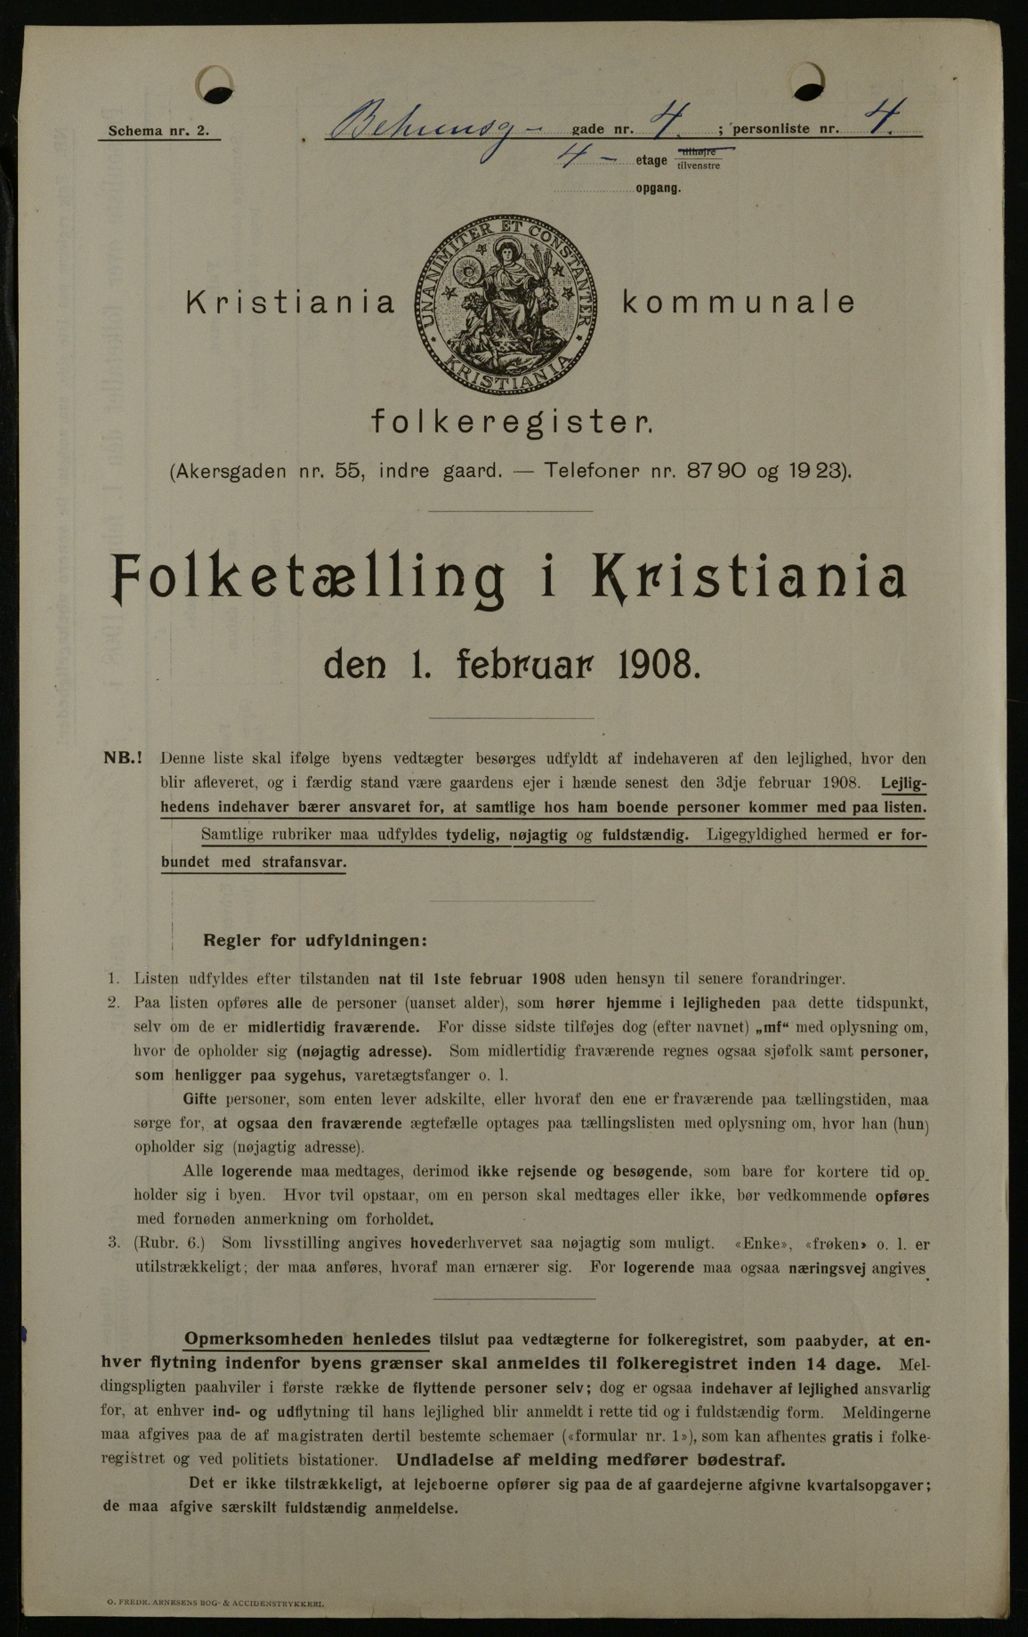 Schema nr. 2.
Behrensg – gade nr. 4. ; personliste nr. 4.
4 – etage tilhøjre
tilvenstre
opgang.
UNANIMITER ET CONSTANTER
KRISTIANIA
Kristiania kommunale
folkeregister.
(Akersgaden nr. 55, indre gaard. — Telefoner nr. 87 90 og 19 23).
Folketælling i Kristiania
den 1. februar 1908.
NB.! Denne liste skal ifølge byens vedtægter besørges udfyldt af indehaveren af den lejlighed, hvor den
blir afleveret, og i færdig stand være gaardens ejer i hænde senest den 3dje februar 1908. Lejlig-
hedens indehaver bærer ansvaret for, at samtlige hos ham boende personer kommer med paa listen.
Samtlige rubriker maa udfyldes tydelig, nøjagtig og fuldstændig. Ligegyldighed hermed er for-
bundet med strafansvar.
Regler for udfyldningen:
1. Listen udfyldes efter tilstanden nat til 1ste februar 1908 uden hensyn til senere forandringer.
2. Paa listen opføres alle de personer (uanset alder), som hører hjemme i lejligheden paa dette tidspunkt,
selv om de er midlertidig fraværende. For disse sidste tilføjes dog (efter navnet) „mf“ med oplysning om,
hvor de opholder sig (nøjagtig adresse). Som midlertidig fraværende regnes ogsaa sjøfolk samt personer,
som henligger paa sygehus, varetægtsfanger o. l.
Gifte personer, som enten lever adskilte, eller hvoraf den ene er fraværende paa tællingstiden, maa
sørge for, at ogsaa den fraværende ægtefælle optages paa tællingslisten med oplysning om, hvor han (hun)
opholder sig (nøjagtig adresse).
Alle logerende maa medtages, derimod ikke rejsende og besøgende, som bare for kortere tid op-
holder sig i byen. Hvor tvil opstaar, om en person skal medtages eller ikke, bør vedkommende opføres
med fornøden anmerkning om forholdet.
3. (Rubr. 6.) Som livsstilling angives hovederhvervet saa nøjagtig som muligt. «Enke», «frøken» o. l. er
utilstrækkeligt; der maa anføres, hvoraf man ernærer sig. For logerende maa ogsaa næringsvej angives.
Opmerksomheden henledes tilslut paa vedtægterne for folkeregistret, som paabyder, at en-
hver flytning indenfor byens grænser skal anmeldes til folkeregistret inden 14 dage. Mel-
dingspligten paahviler i første række de flyttende personer selv; dog er ogsaa indehaver af lejlighed ansvarlig
for, at enhver ind- og udflytning til hans lejlighed blir anmeldt i rette tid og i fuldstændig form. Meldingerne
maa afgives paa de af magistraten dertil bestemte schemaer («formular nr. 1»), som kan afhentes gratis i folke-
registret og ved politiets bistationer. Undladelse af melding medfører bødestraf.
Det er ikke tilstrækkeligt, at lejeboerne opfører sig paa de af gaardejerne afgivne kvartalsopgaver;
de maa afgive særskilt fuldstændig anmeldelse.
O. FREDR. ARNESENS BOG- & ACCIDENSTRYKKERI.